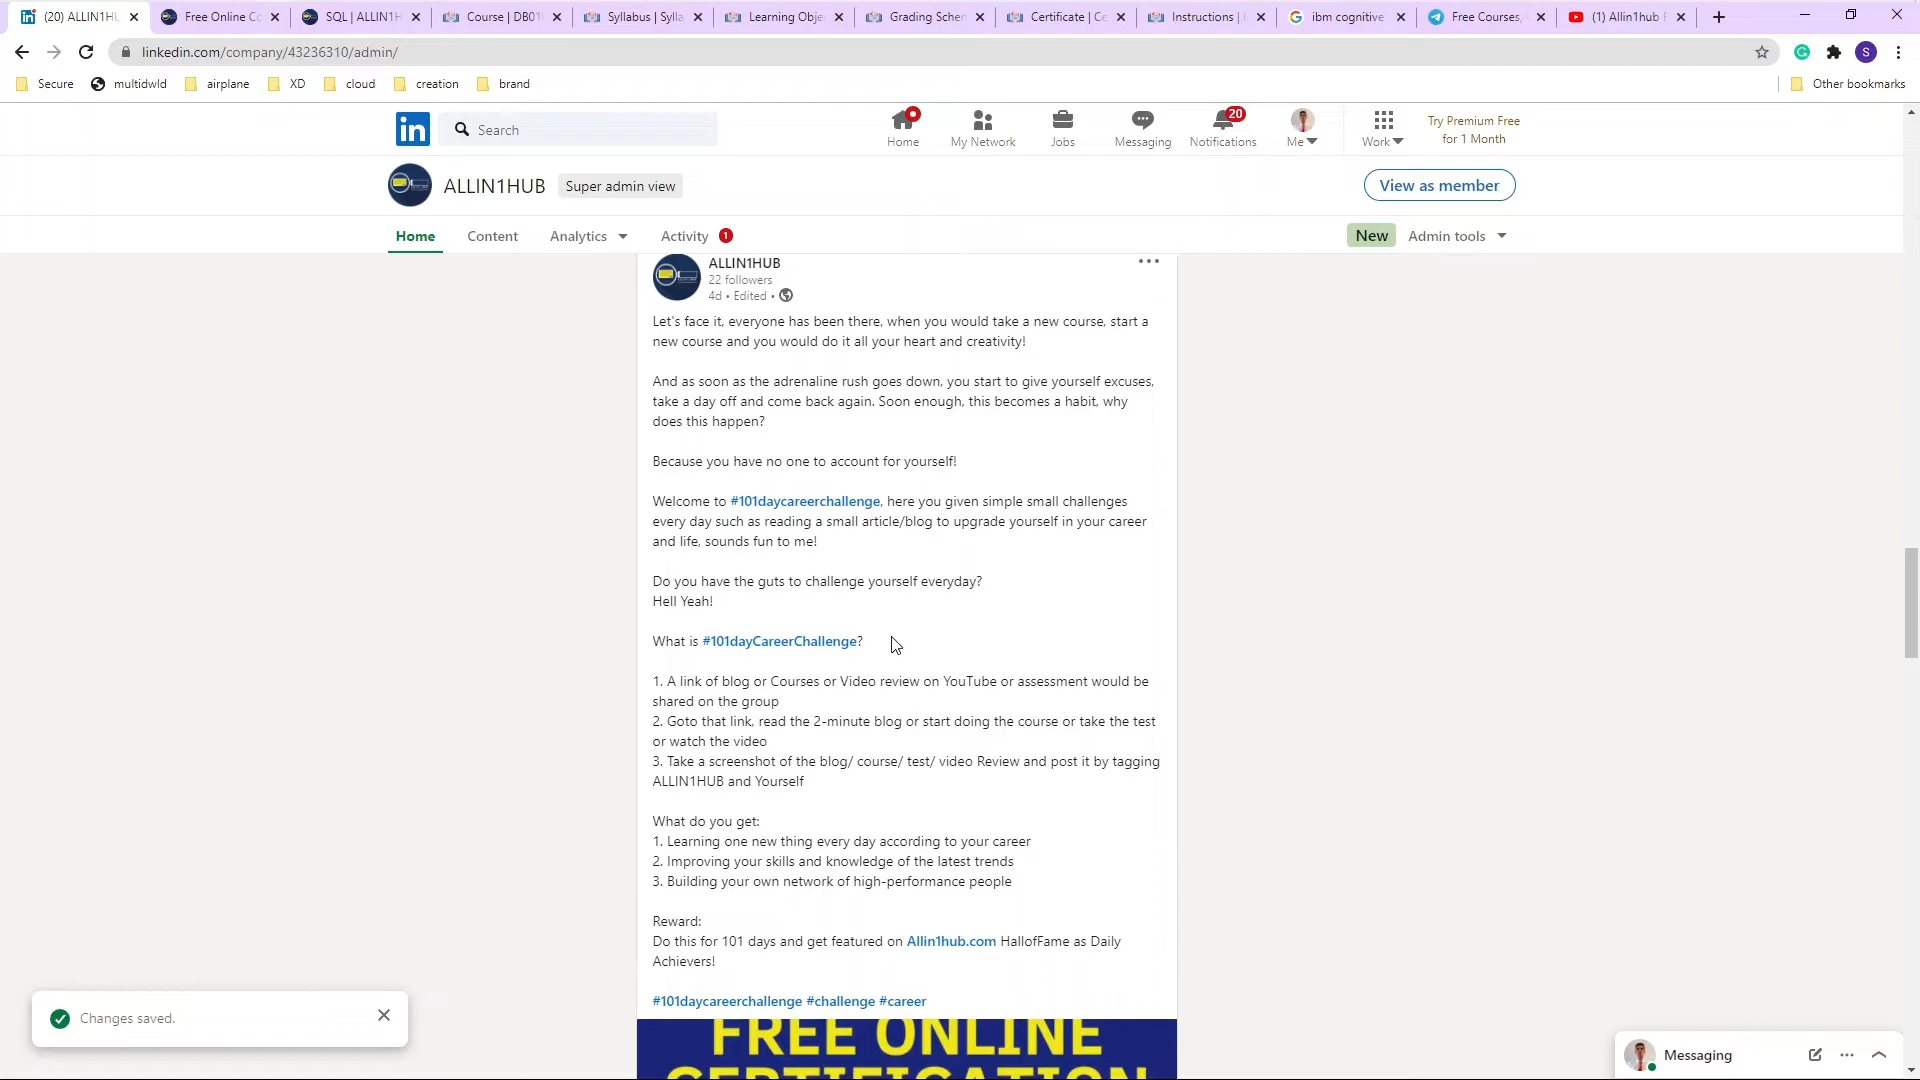 (20) ALLIN1HU
Free Online Co
SQL | ALLIN1H
Course | DB01
Syllabus | Sylla
Learning Obje
Grading Schem
Certificate | Ce
Instructions |
ibm cognitive
Free Courses,
(1) Allin1hub F
linkedin.com/company/43236310/admin/
S
Secure
multidwld
airplane
XD
cloud
creation
brand
Other bookmarks
in
Search
Home
My Network
Jobs
Messaging
20
Notifications
Me
Work
Try Premium Free
for 1 Month
ALLIN1HUB
Super admin view
View as member
Home
Content
Analytics
Activity
1
New
Admin tools
ALLIN1HUB
22 followers
4d • Edited •
Let's face it, everyone has been there, when you would take a new course, start a
new course and you would do it all your heart and creativity!
And as soon as the adrenaline rush goes down, you start to give yourself excuses,
take a day off and come back again. Soon enough, this becomes a habit, why
does this happen?
Because you have no one to account for yourself!
Welcome to #101daycareerchallenge, here you given simple small challenges
every day such as reading a small article/blog to upgrade yourself in your career
and life, sounds fun to me!
Do you have the guts to challenge yourself everyday?
Hell Yeah!
What is #101dayCareerChallenge?
1. A link of blog or Courses or Video review on YouTube or assessment would be
shared on the group
2. Goto that link, read the 2-minute blog or start doing the course or take the test
or watch the video
3. Take a screenshot of the blog/ course/ test/ video Review and post it by tagging
ALLIN1HUB and Yourself
What do you get:
1. Learning one new thing every day according to your career
2. Improving your skills and knowledge of the latest trends
3. Building your own network of high-performance people
Reward:
Do this for 101 days and get featured on Allin1hub.com HallofFame as Daily
Achievers!
#101daycareerchallenge #challenge #career
FREE ONLINE
CERTIFICATION
Changes saved.
Messaging